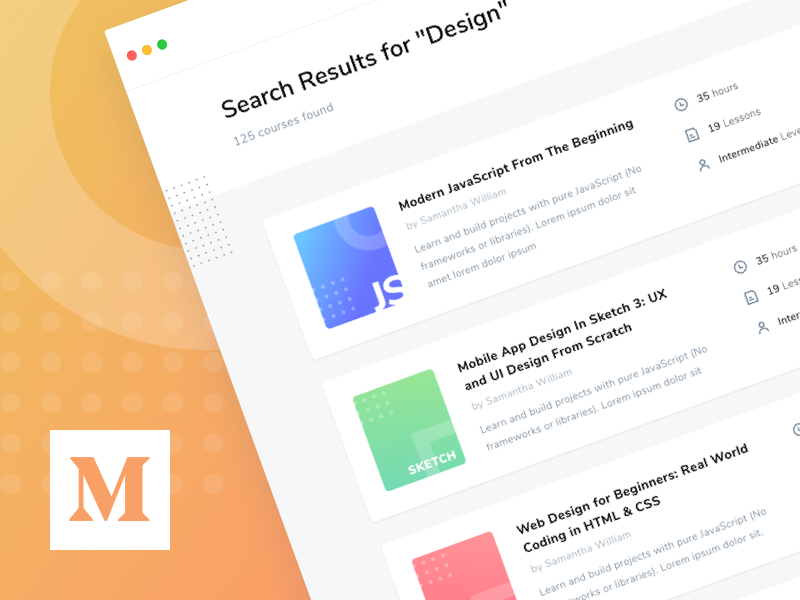 Search Results for "Design"
125 courses found
Modern JavaScript From The Beginning
by Samantha William
Learn and build projects with pure JavaScript (No
frameworks or libraries). Lorem ipsum dolor sit
amet lorem dolor ipsum
35 hours
19 Lessons
Intermediate Leve
JS
Mobile App Design In Sketch 3: UX
and UI Design From Scratch
by Samantha William
Learn and build projects with pure JavaScript (No
frameworks or libraries). Lorem ipsum dolor sit
35 hours
19 Less
Inter
SKETCH
Web Design for Beginners: Real World
Coding in HTML & CSS
by Samantha William
Learn and build projects with pure JavaScript (No
works or libraries). Lorem ipsum dolor sit.
M